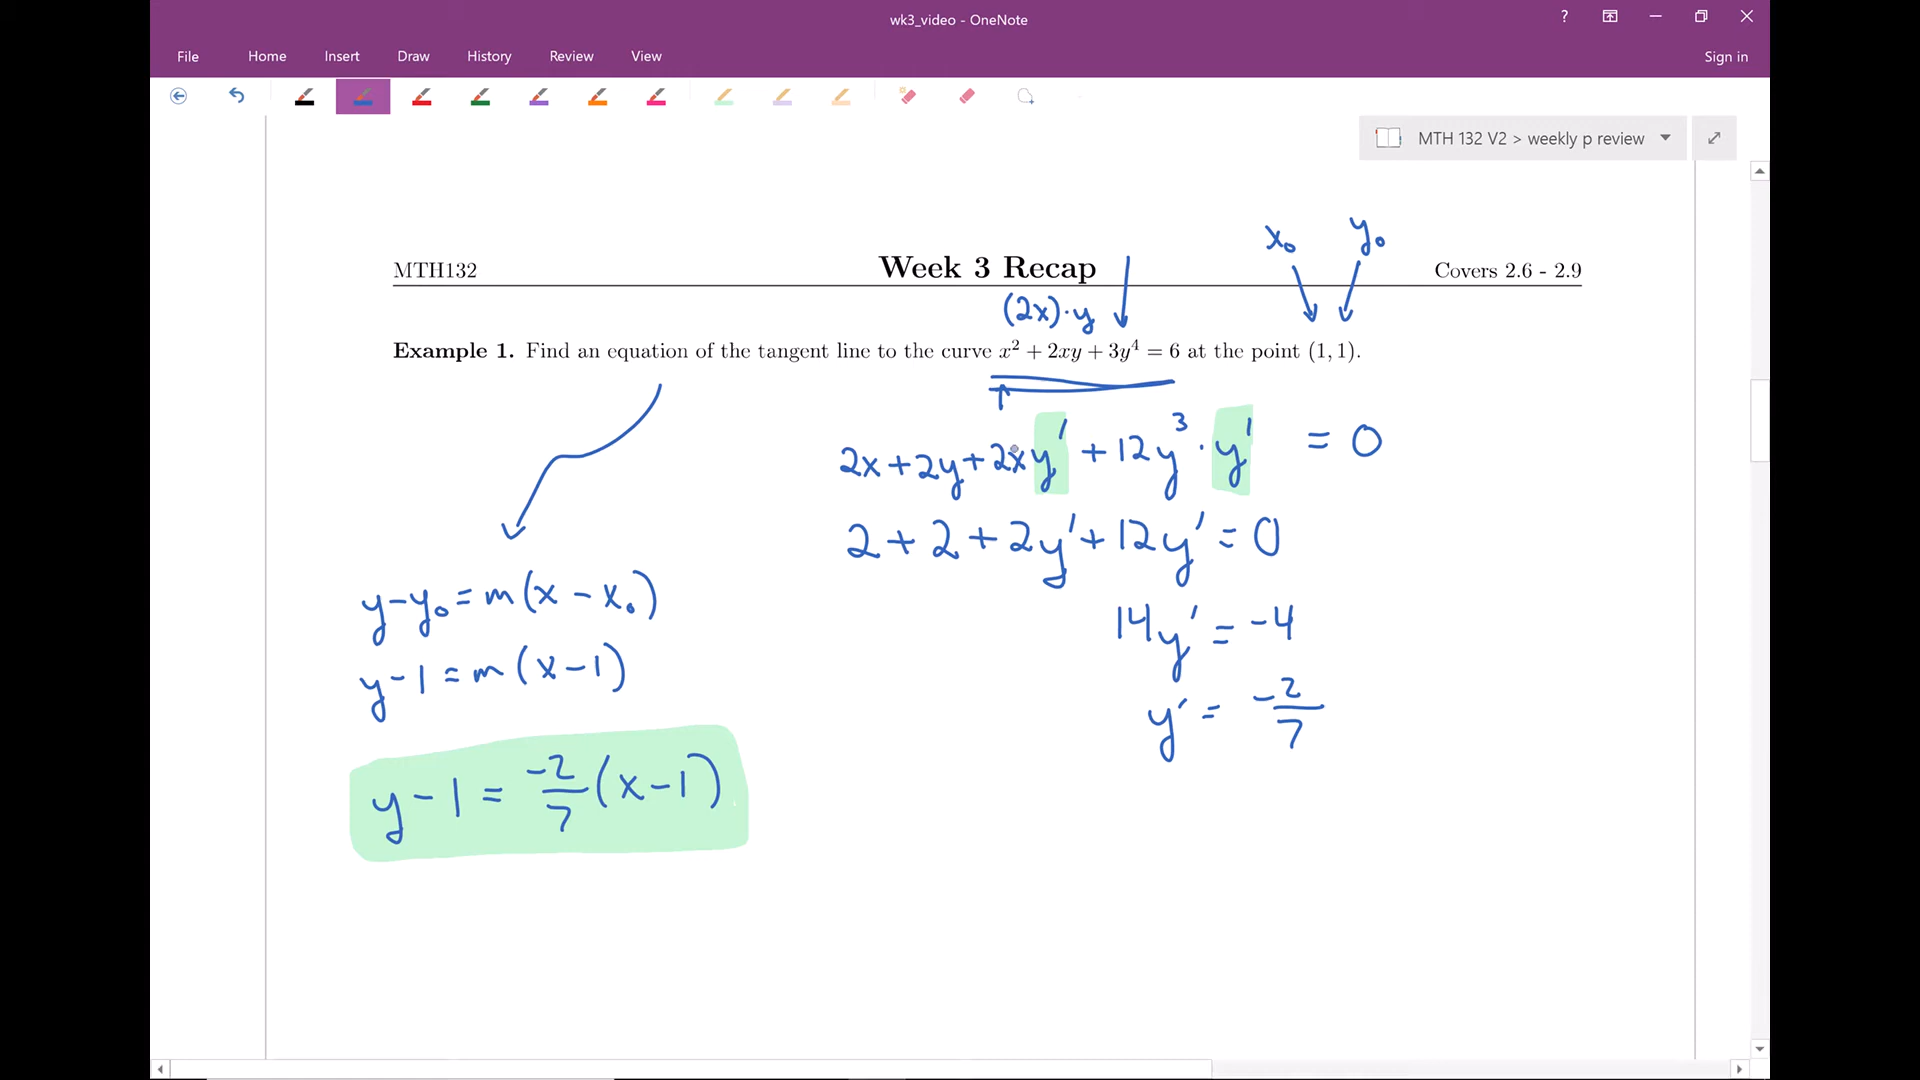 wk3_video - OneNote
?
File Home Insert Draw History Review View Sign in
MTH 132 V2 > weekly p review
x₀ y₀
MTH132 Week 3 Recap Covers 2.6 - 2.9
(2x)·y
Example 1. Find an equation of the tangent line to the curve x² + 2xy + 3y⁴ = 6 at the point (1, 1).
2x + 2y + 2xy' + 12y³ · y' = 0
2 + 2 + 2y' + 12y' = 0
14y' = -4
y' = -2/7
y - y₀ = m(x - x₀)
y - 1 = m(x - 1)
y - 1 = -2/7 (x - 1)